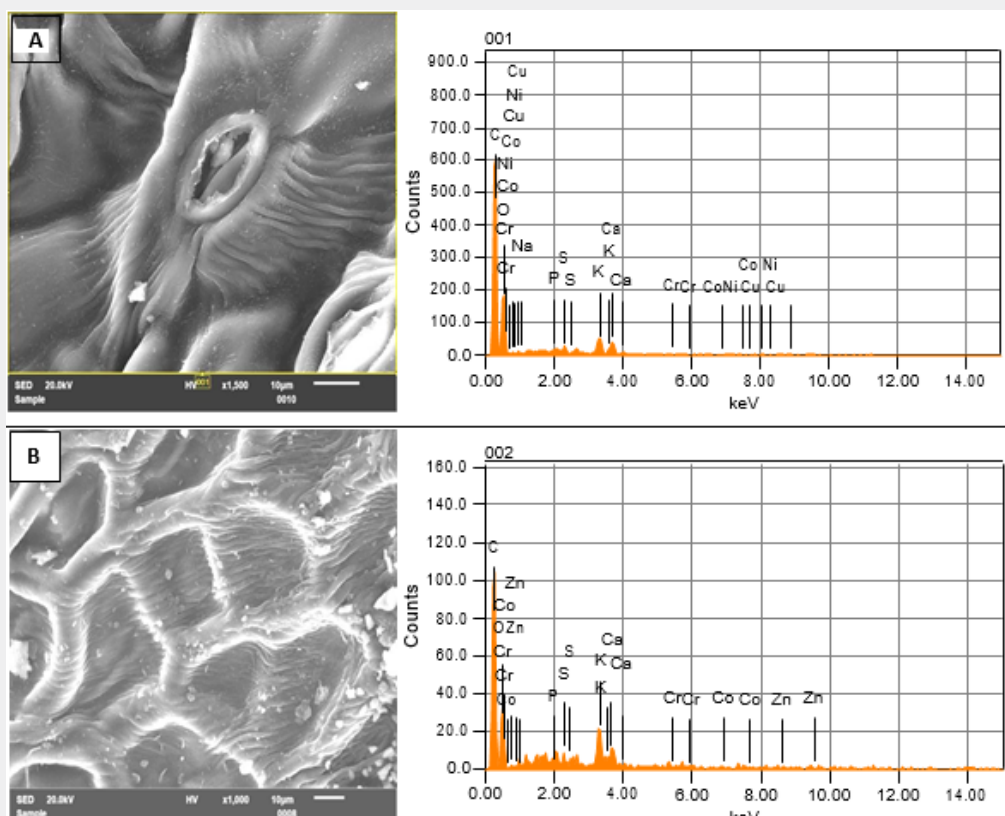 A
001
900.0
800.0
700.0
600.0
500.0
400.0
300.0
200.0
100.0
0.0
Counts
Cu
Ni
Cu
C Co
Ni
Co
O
Cr
Na
Cr
P
S
S
Ca
K
K
Ca
Cr Cr
Co Ni
Co Ni
Cu Cu
0.00 2.00 4.00 6.00 8.00 10.00 12.00 14.00
keV
SED 20.0kV HV x1,500 10µm
001
Sample 0010
B
002
160.0
140.0
120.0
100.0
80.0
60.0
40.0
20.0
0.0
Counts
C
Zn
Co
O Zn
Cr
Cr
Co
P
S
S
Ca
K Ca
K
Cr Cr
Co Co
Zn Zn
0.00 2.00 4.00 6.00 8.00 10.00 12.00 14.00
keV
SED 20.0kV HV x1,000 10µm
Sample 0008